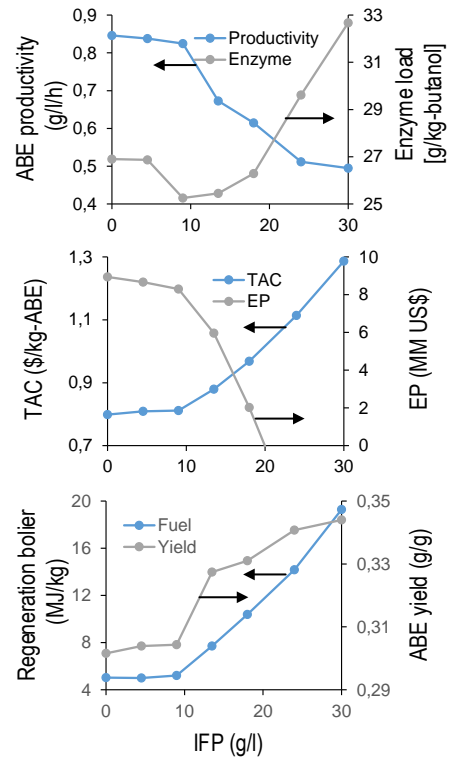 0,9
0,8
0,7
0,6
0,5
0,4
ABE productivity
(g/l/h)
Productivity
Enzyme
33
31
29
27
25
Enzyme load
[g/kg-butanol]
0
10
20
30
1,3
1,1
0,9
0,7
TAC ($/kg-ABE)
TAC
EP
10
8
6
4
2
0
EP (MM US$)
0
10
20
30
20
16
12
8
4
Regeneration bolier
(MJ/kg)
Fuel
Yield
0,35
0,33
0,31
0,29
ABE yield (g/g)
0
10
20
30
IFP (g/l)